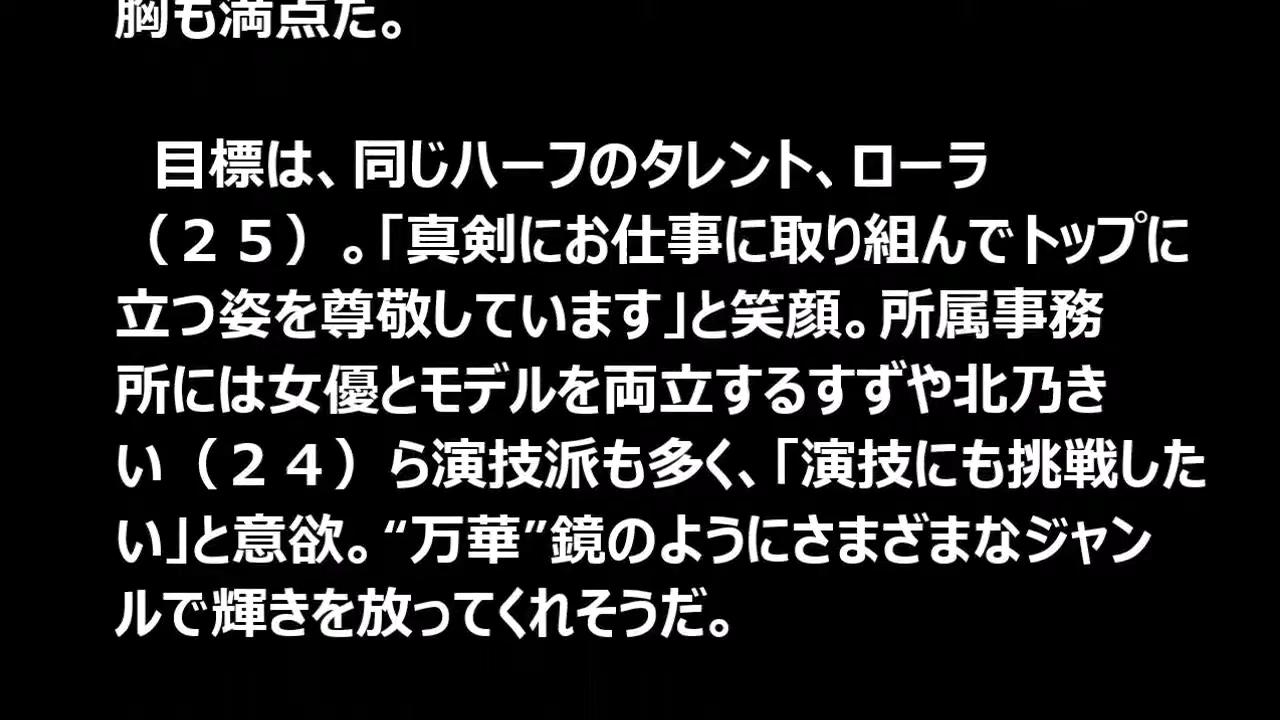 胸も満点だ。
目標は、同じハーフのタレント、ローラ
（２５）。「真剣にお仕事に取り組んでトップに
立つ姿を尊敬しています」と笑顔。所属事務
所には女優とモデルを両立するすずや北乃き
い（２４）ら演技派も多く、「演技にも挑戦した
い」と意欲。“万華”鏡のようにさまざまなジャン
ルで輝きを放ってくれそうだ。